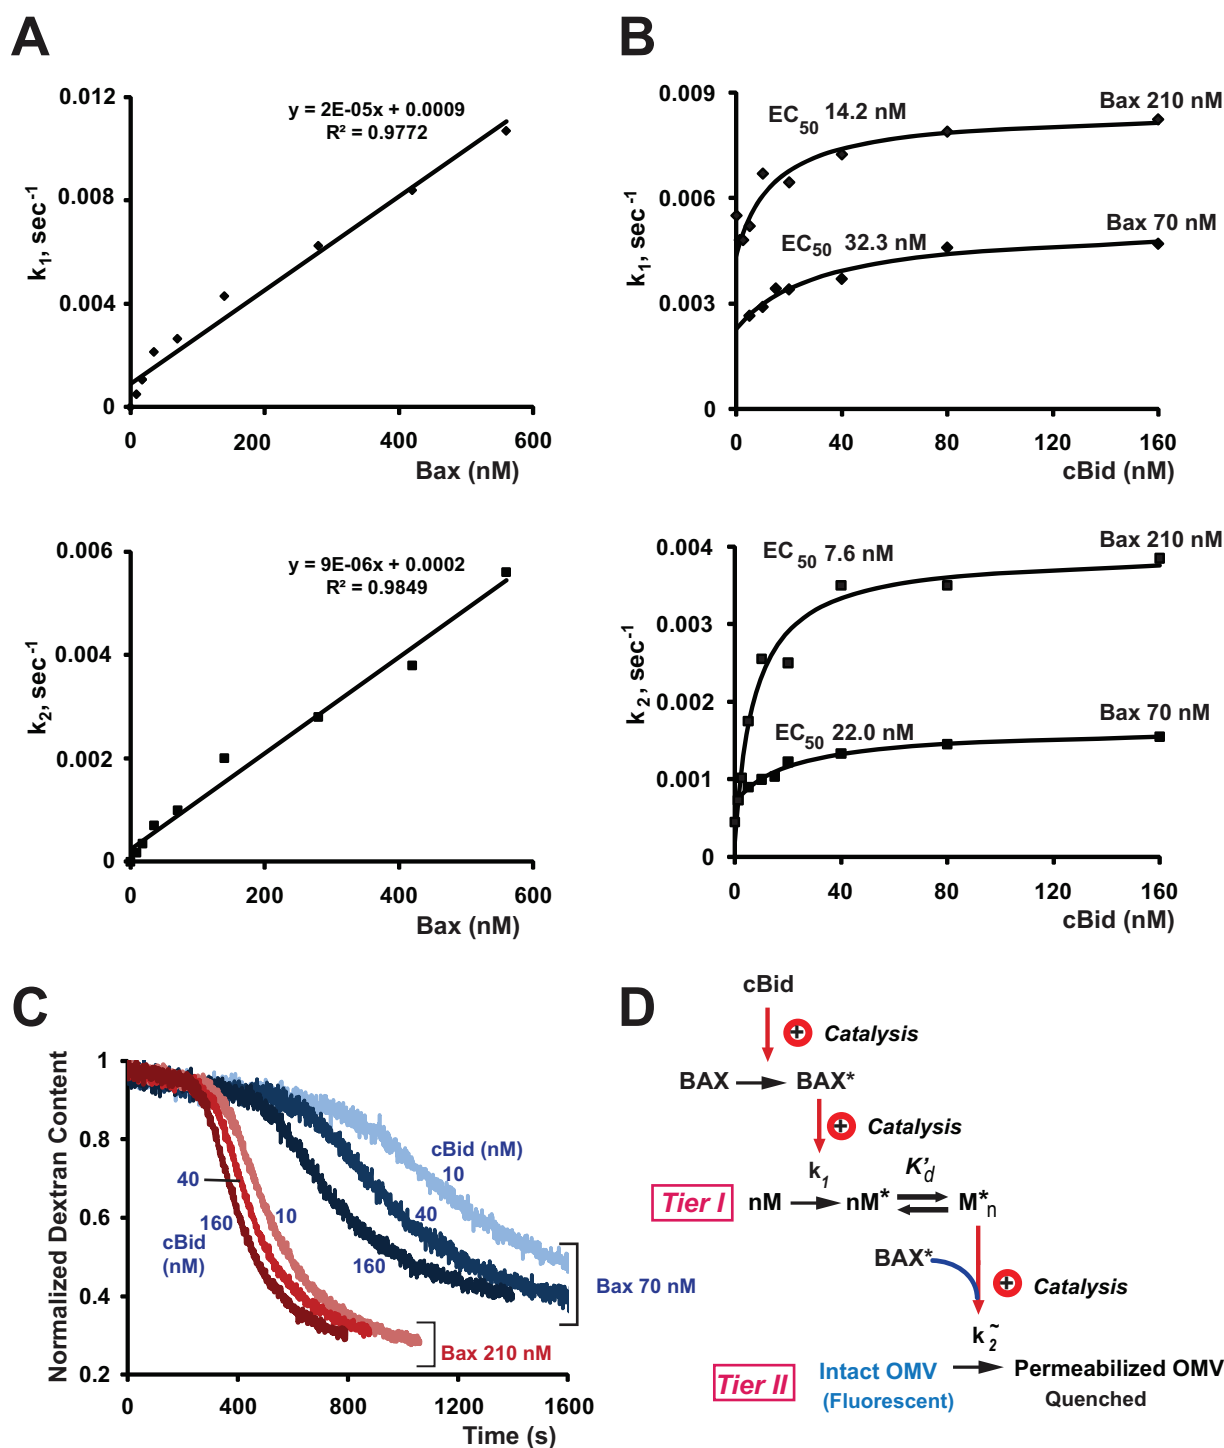 A
0.012
0.008
0.004
0
k1, sec-1
y = 2E-05x + 0.0009
R² = 0.9772
0 200 400 600
Bax (nM)
B
0.009
0.006
0.003
0
k1, sec-1
EC50 14.2 nM
Bax 210 nM
EC50 32.3 nM
Bax 70 nM
0 40 80 120 160
cBid (nM)
0.006
0.004
0.002
0
k2, sec-1
y = 9E-06x + 0.0002
R² = 0.9849
0 200 400 600
Bax (nM)
0.004
0.003
0.002
0.001
0
k2, sec-1
EC50 7.6 nM
Bax 210 nM
EC50 22.0 nM
Bax 70 nM
0 40 80 120 160
cBid (nM)
C
Normalized Dextran Content
1
0.8
0.6
0.4
0.2
cBid (nM)
10
40
160
40
10
160
cBid
(nM)
Bax 70 nM
Bax 210 nM
0 400 800 1200 1600
Time (s)
D
cBid
+ Catalysis
BAX BAX*
+ Catalysis
k1 K'd
Tier I nM nM* M*n
BAX*
+ Catalysis
k2~
Tier II Intact OMV Permeabilized OMV
(Fluorescent) Quenched